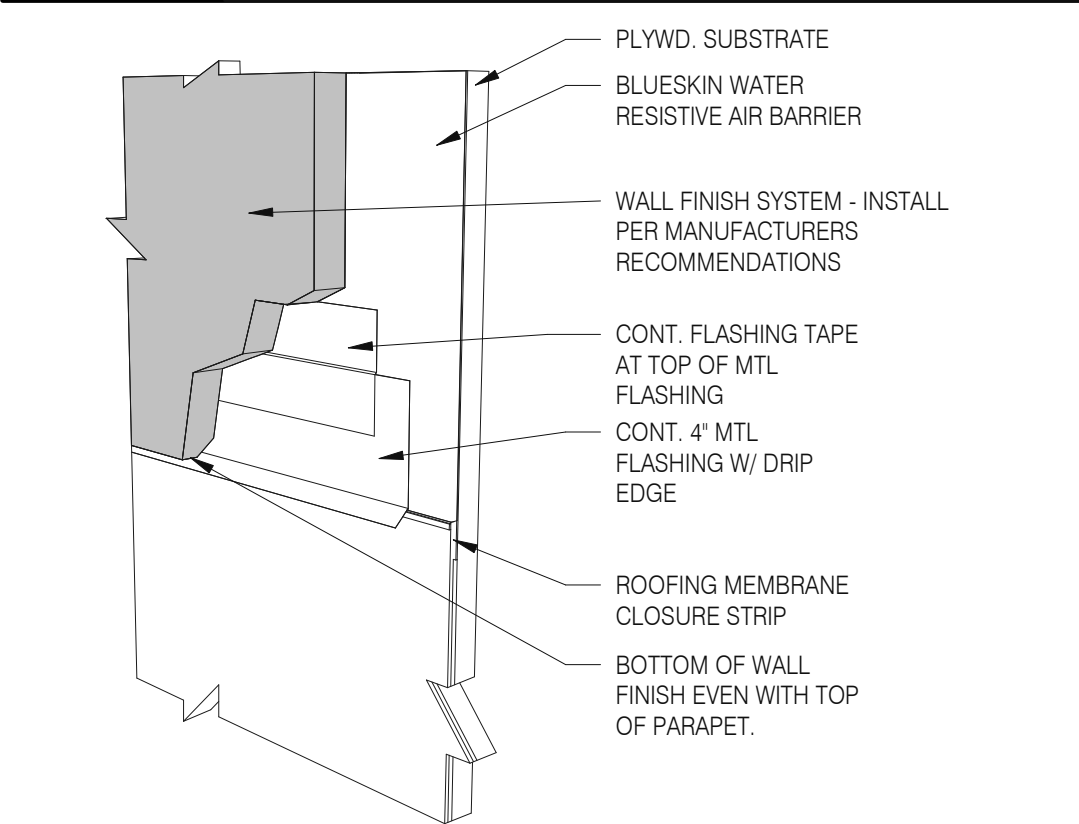 PLYWD. SUBSTRATE
BLUESKIN WATER
RESISTIVE AIR BARRIER
WALL FINISH SYSTEM - INSTALL
PER MANUFACTURERS
RECOMMENDATIONS
CONT. FLASHING TAPE
AT TOP OF MTL
FLASHING
CONT. 4" MTL
FLASHING W/ DRIP
EDGE
ROOFING MEMBRANE
CLOSURE STRIP
BOTTOM OF WALL
FINISH EVEN WITH TOP
OF PARAPET.